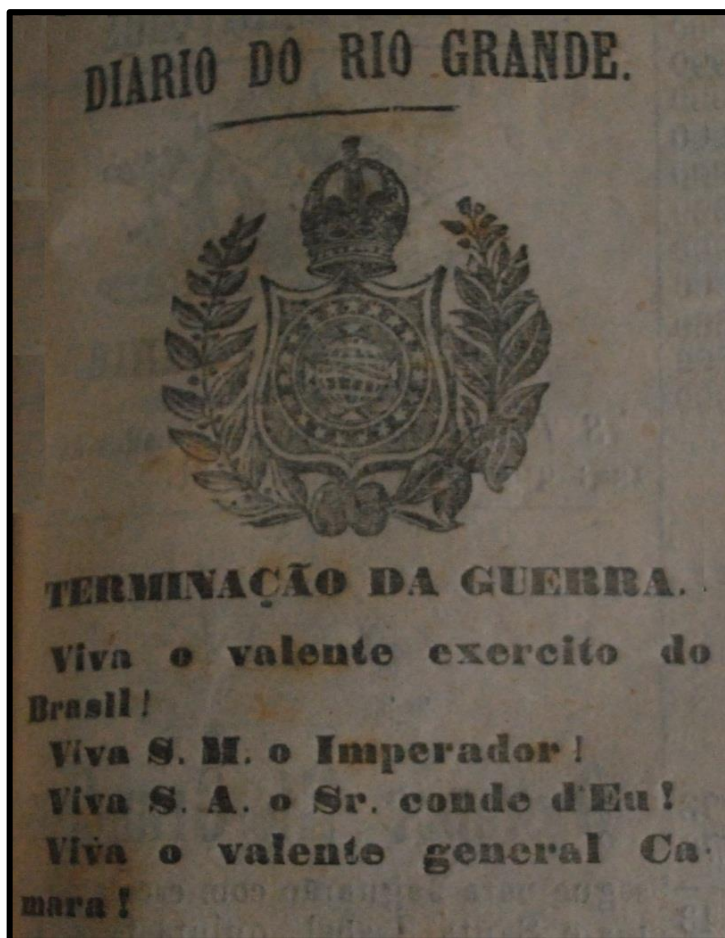 DIARIO DO RIO GRANDE.
TERMINAÇÃO DA GUERRA.
Viva o valente exercito do
Brasil!
Viva S. M. o Imperador!
Viva S. A. o Sr. conde d'Eu!
Viva o valente general Ca-
mara!